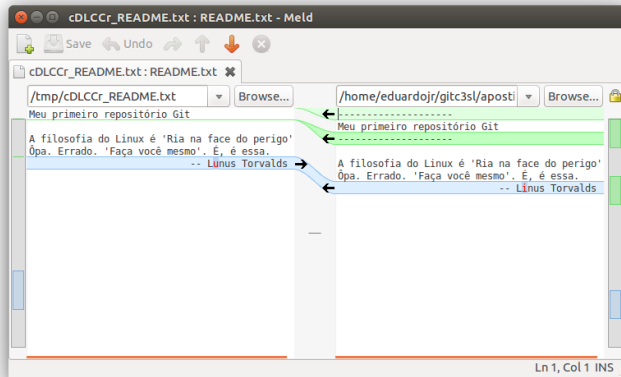 cDLCCr_README.txt : README.txt - Meld
Save Undo
cDLCCr_README.txt : README.txt
/tmp/cDLCCr_README.txt Browse...
Meu primeiro repositório Git
A filosofia do Linux é 'Ria na face do perigo'
Ôpa. Errado. 'Faça você mesmo'. É, é essa.
-- Lunus Torvalds
/home/eduardojr/gitc3sl/aposti Browse...
-------------------
Meu primeiro repositório Git
-------------------
A filosofia do Linux é 'Ria na face do perigo'
Ôpa. Errado. 'Faça você mesmo'. É, é essa.
-- Linus Torvalds
Ln 1, Col 1 INS